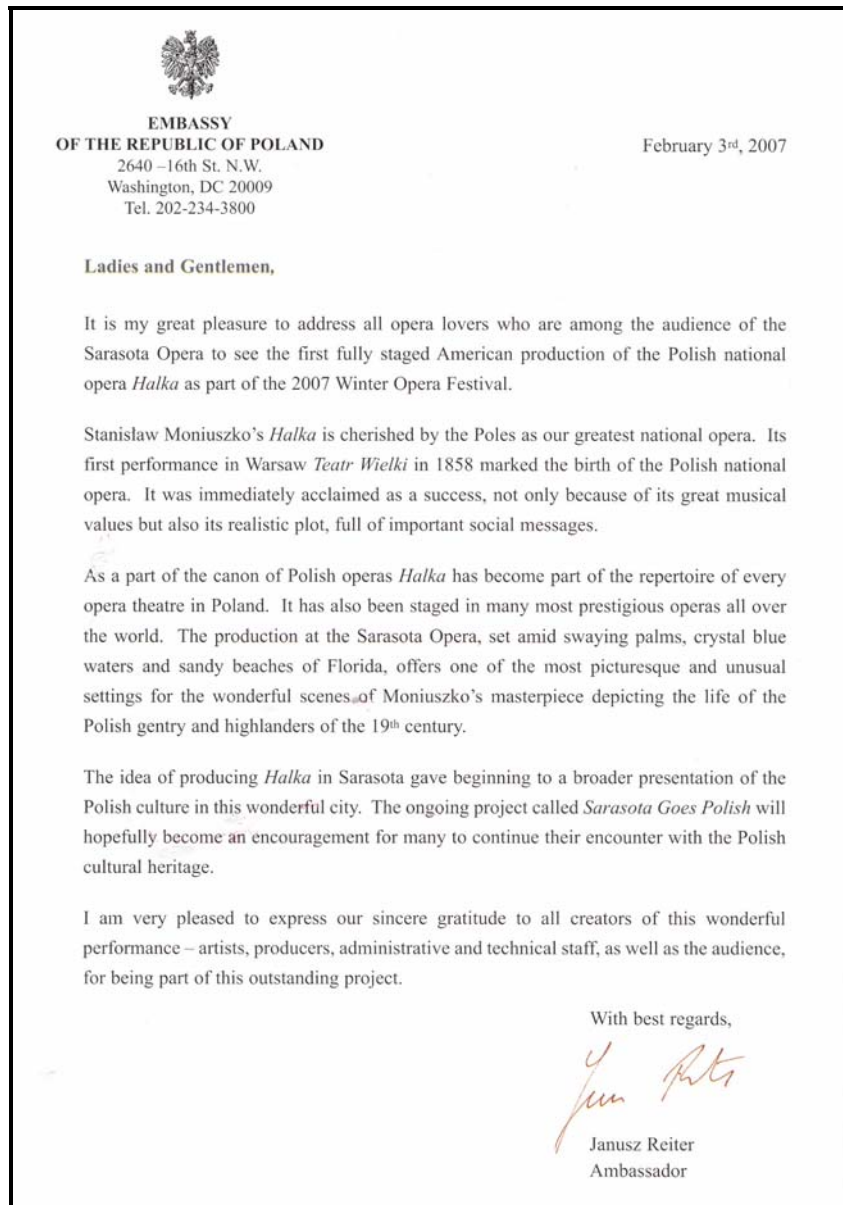 EMBASSY
OF THE REPUBLIC OF POLAND
2640 –16th St. N.W.
Washington, DC 20009
Tel. 202-234-3800
February 3rd, 2007
Ladies and Gentlemen,
It is my great pleasure to address all opera lovers who are among the audience of the
Sarasota Opera to see the first fully staged American production of the Polish national
opera Halka as part of the 2007 Winter Opera Festival.
Stanisław Moniuszko’s Halka is cherished by the Poles as our greatest national opera. Its
first performance in Warsaw Teatr Wielki in 1858 marked the birth of the Polish national
opera. It was immediately acclaimed as a success, not only because of its great musical
values but also its realistic plot, full of important social messages.
As a part of the canon of Polish operas Halka has become part of the repertoire of every
opera theatre in Poland. It has also been staged in many most prestigious operas all over
the world. The production at the Sarasota Opera, set amid swaying palms, crystal blue
waters and sandy beaches of Florida, offers one of the most picturesque and unusual
settings for the wonderful scenes of Moniuszko’s masterpiece depicting the life of the
Polish gentry and highlanders of the 19th century.
The idea of producing Halka in Sarasota gave beginning to a broader presentation of the
Polish culture in this wonderful city. The ongoing project called Sarasota Goes Polish will
hopefully become an encouragement for many to continue their encounter with the Polish
cultural heritage.
I am very pleased to express our sincere gratitude to all creators of this wonderful
performance – artists, producers, administrative and technical staff, as well as the audience,
for being part of this outstanding project.
With best regards,
Janusz Reiter
Ambassador